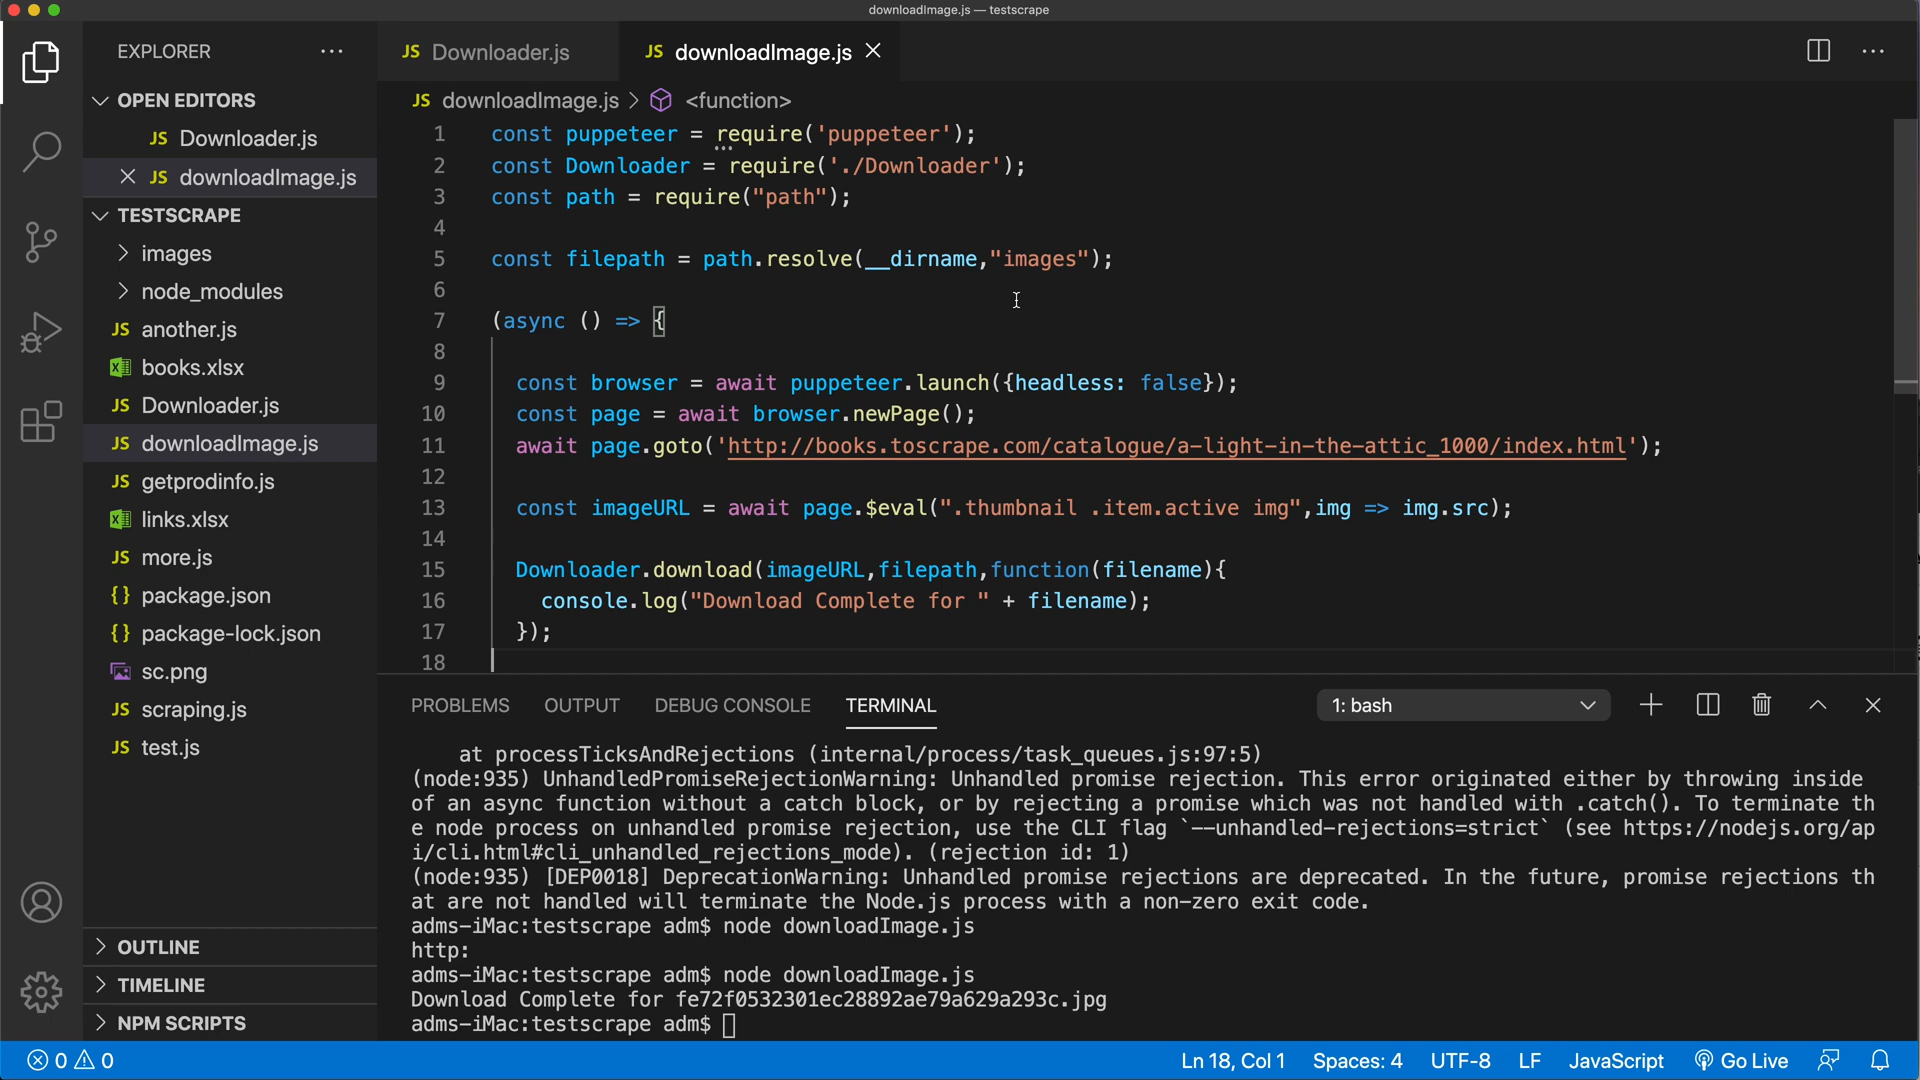 downloadImage.js — testscrape
EXPLORER
OPEN EDITORS
JS Downloader.js
JS downloadImage.js
TESTSCRAPE
images
node_modules
JS another.js
books.xlsx
JS Downloader.js
JS downloadImage.js
JS getprodinfo.js
links.xlsx
JS more.js
{} package.json
{} package-lock.json
sc.png
JS scraping.js
JS test.js
OUTLINE
TIMELINE
NPM SCRIPTS
JS Downloader.js
JS downloadImage.js
JS downloadImage.js > <function>
1 const puppeteer = require('puppeteer');
2 const Downloader = require('./Downloader');
3 const path = require("path");
4
5 const filepath = path.resolve(__dirname,"images");
6
7 (async () => {
8
9 const browser = await puppeteer.launch({headless: false});
10 const page = await browser.newPage();
11 await page.goto('http://books.toscrape.com/catalogue/a-light-in-the-attic_1000/index.html');
12
13 const imageURL = await page.$eval(".thumbnail .item.active img",img => img.src);
14
15 Downloader.download(imageURL,filepath,function(filename){
16 console.log("Download Complete for " + filename);
17 });
18
PROBLEMS OUTPUT DEBUG CONSOLE TERMINAL 1: bash
at processTicksAndRejections (internal/process/task_queues.js:97:5)
(node:935) UnhandledPromiseRejectionWarning: Unhandled promise rejection. This error originated either by throwing inside
of an async function without a catch block, or by rejecting a promise which was not handled with .catch(). To terminate th
e node process on unhandled promise rejection, use the CLI flag `--unhandled-rejections=strict` (see https://nodejs.org/ap
i/cli.html#cli_unhandled_rejections_mode). (rejection id: 1)
(node:935) [DEP0018] DeprecationWarning: Unhandled promise rejections are deprecated. In the future, promise rejections th
at are not handled will terminate the Node.js process with a non-zero exit code.
adms-iMac:testscrape adm$ node downloadImage.js
http:
adms-iMac:testscrape adm$ node downloadImage.js
Download Complete for fe72f0532301ec28892ae79a629a293c.jpg
adms-iMac:testscrape adm$
0 0 Ln 18, Col 1 Spaces: 4 UTF-8 LF JavaScript Go Live